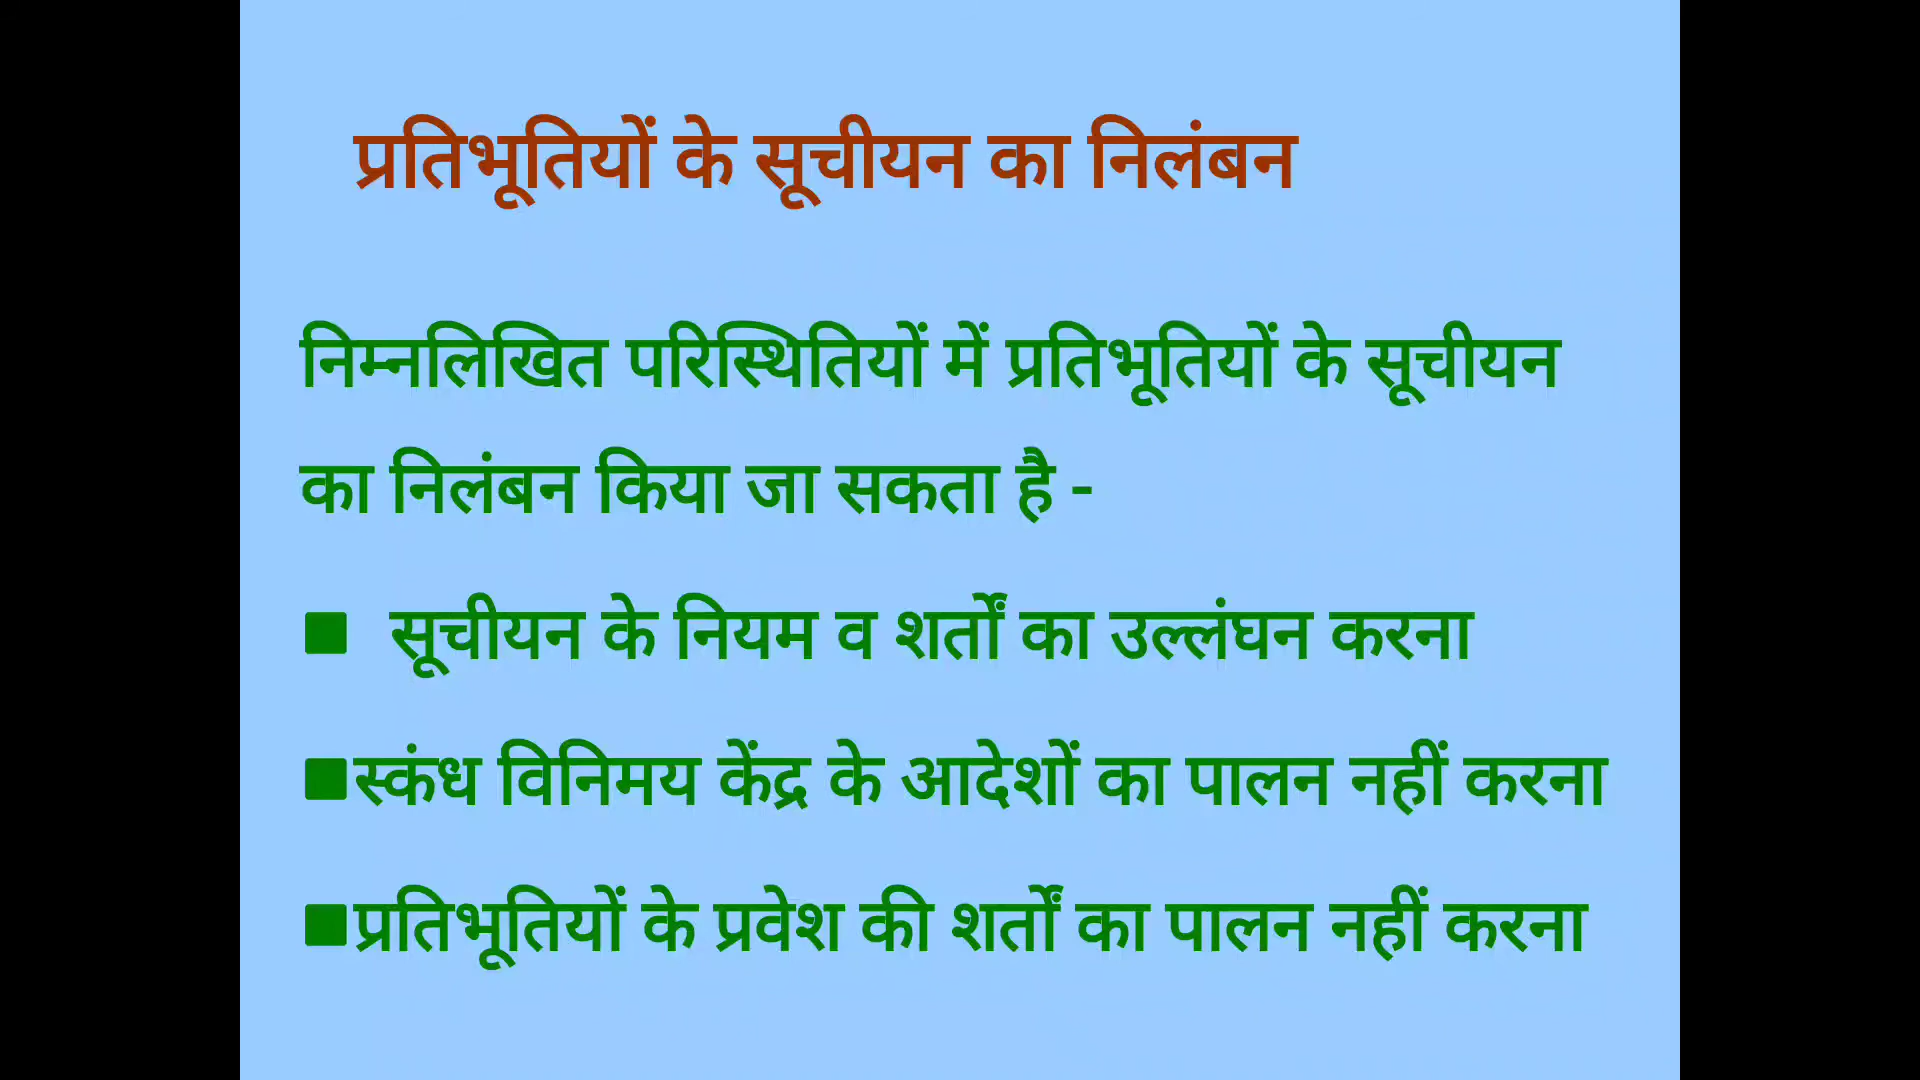 प्रतिभूतियों के सूचीयन का निलंबन
निम्नलिखित परिस्थितियों में प्रतिभूतियों के सूचीयन
का निलंबन किया जा सकता है -
■ सूचीयन के नियम व शर्तों का उल्लंघन करना
■स्कंध विनिमय केंद्र के आदेशों का पालन नहीं करना
■प्रतिभूतियों के प्रवेश की शर्तों का पालन नहीं करना